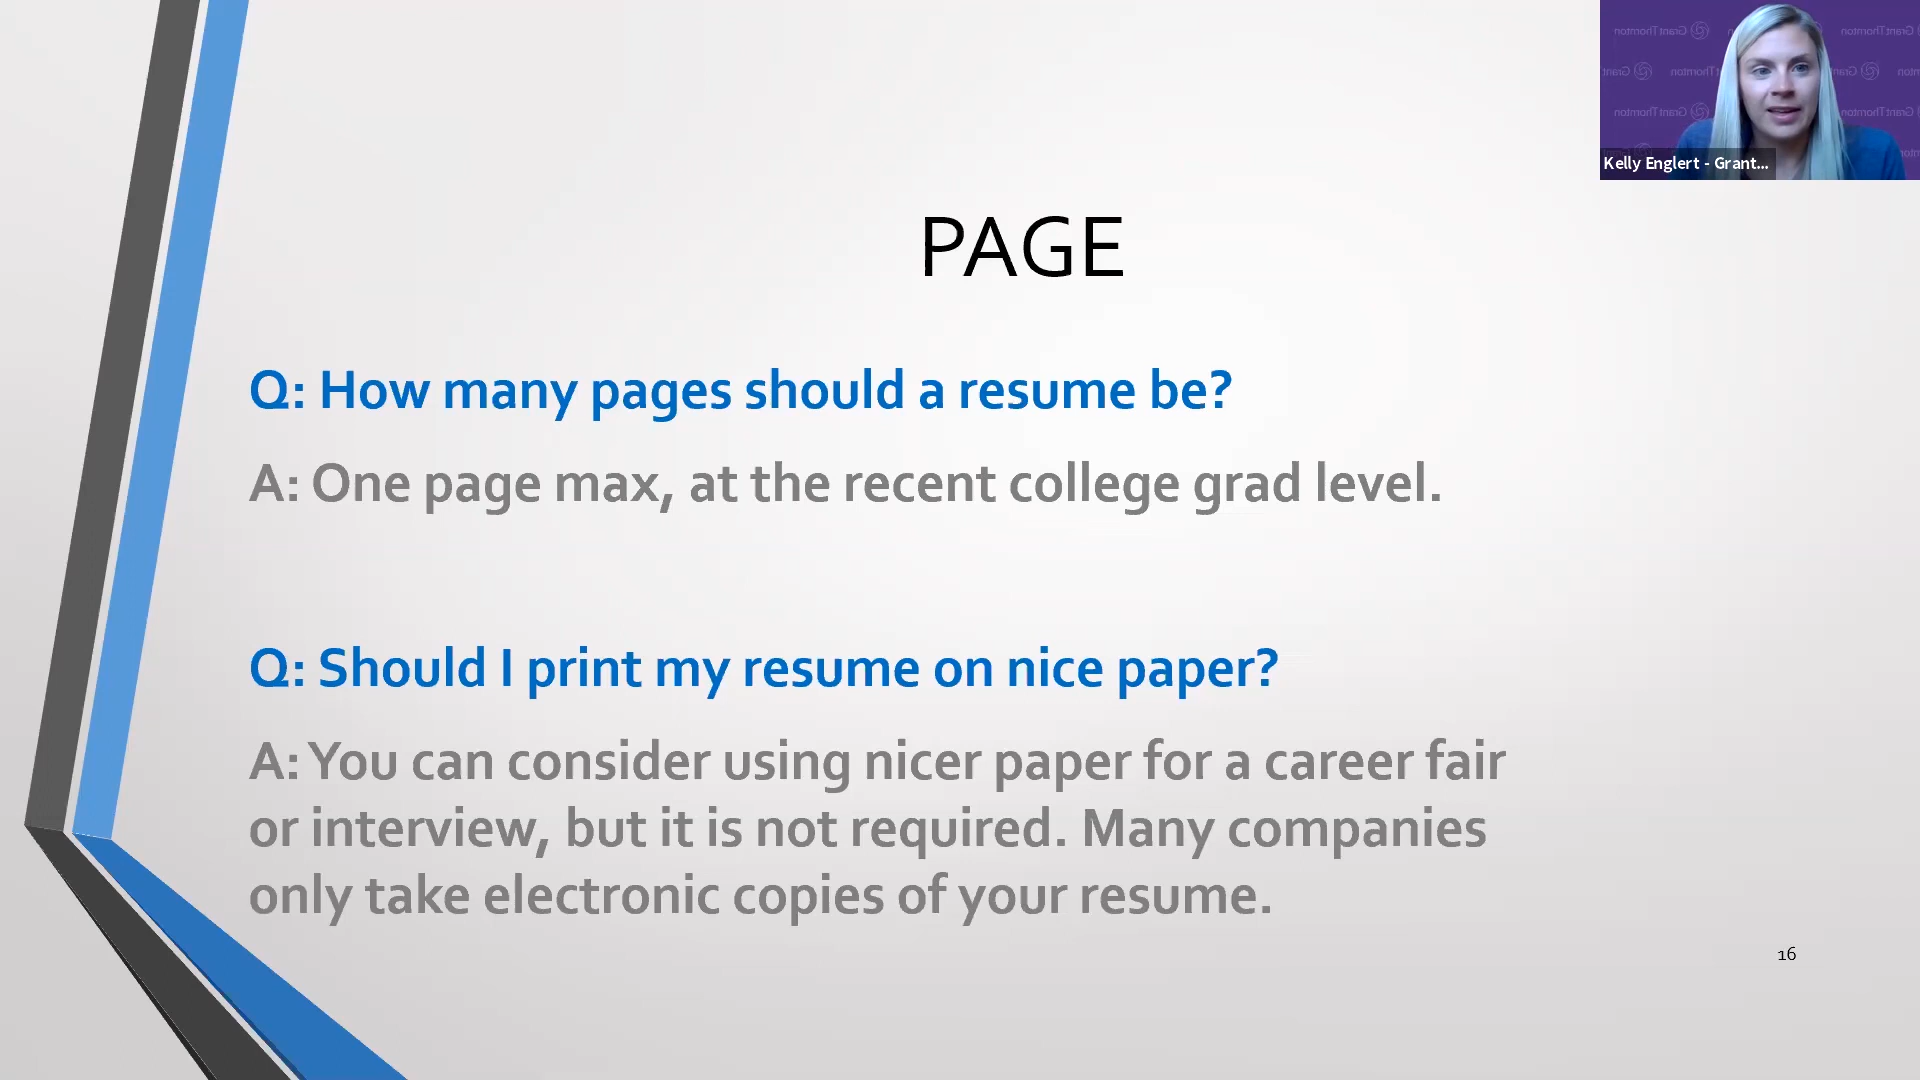 Kelly Englert - Grant...
PAGE
Q: How many pages should a resume be?
A: One page max, at the recent college grad level.
Q: Should I print my resume on nice paper?
A: You can consider using nicer paper for a career fair
or interview, but it is not required. Many companies
only take electronic copies of your resume.
16